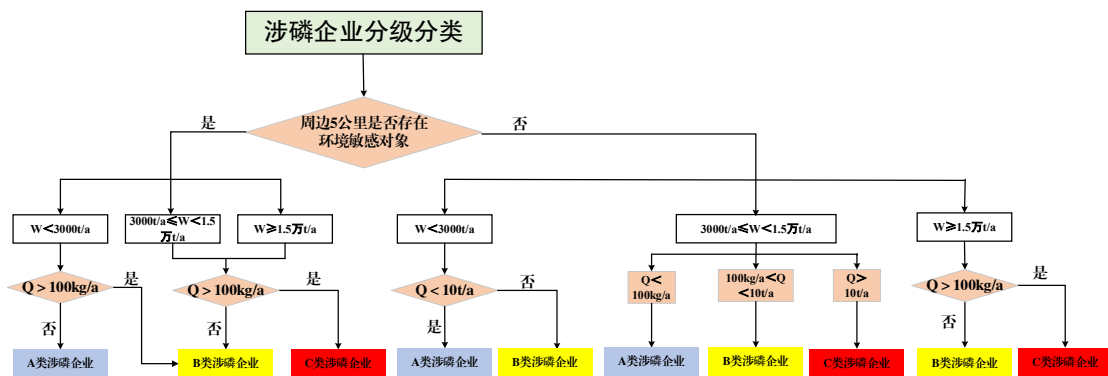 涉磷企业分级分类
周边5公里是否存在
环境敏感对象
是
否
W<3000t/a
3000t/a≤W<1.5
万t/a
W≥1.5万t/a
W<3000t/a
3000t/a≤W<1.5万t/a
W≥1.5万t/a
Q>100kg/a
是
Q>100kg/a
是
Q<10t/a
否
Q<
100kg/a
100kg/a<Q
<10t/a
Q>
10t/a
Q>100kg/a
是
否
否
是
否
A类涉磷企业
B类涉磷企业
C类涉磷企业
A类涉磷企业
B类涉磷企业
A类涉磷企业
B类涉磷企业
C类涉磷企业
B类涉磷企业
C类涉磷企业